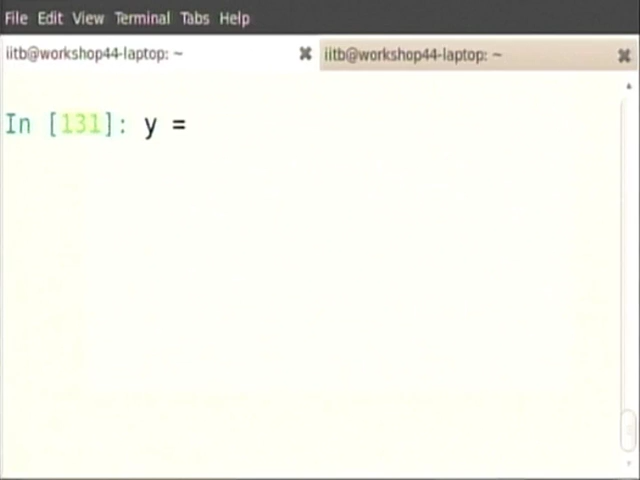 File Edit View Terminal Tabs Help
iitb@workshop44-laptop: ~ iitb@workshop44-laptop: ~
In [131]: y =